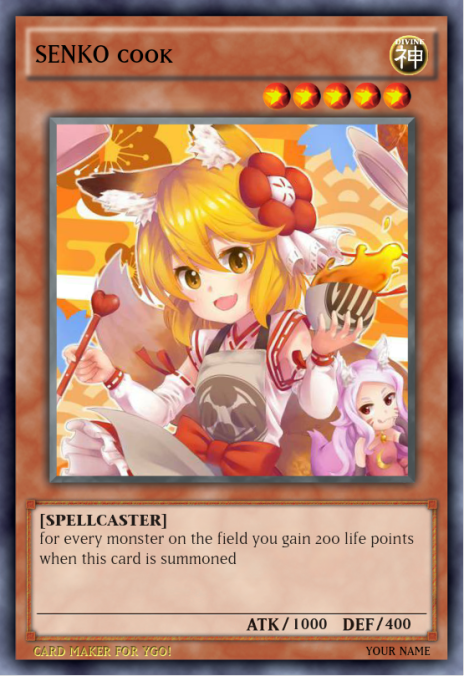 SENKO COOK
DIVINE
神
[SPELLCASTER]
for every monster on the field you gain 200 life points
when this card is summoned
ATK/1000 DEF/400
CARD MAKER FOR YGO!
YOUR NAME